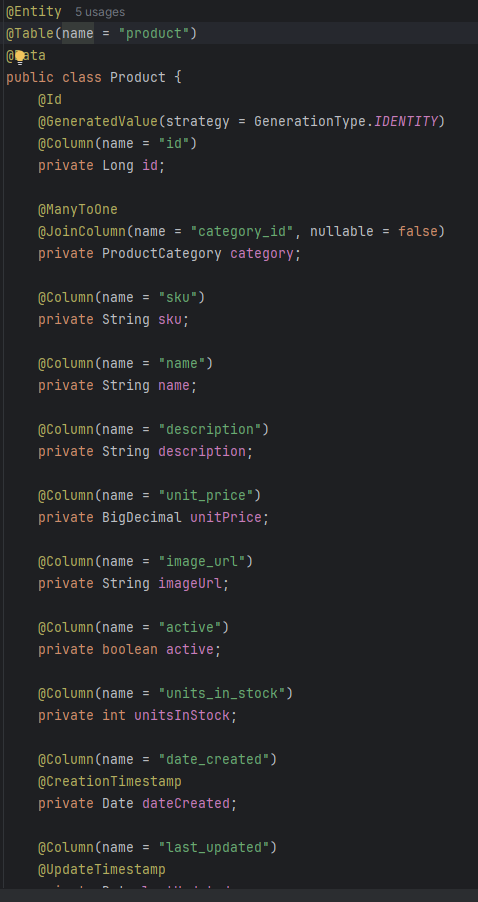 @Entity 5 usages
@Table(name = "product")
@Data
public class Product {
@Id
@GeneratedValue(strategy = GenerationType.IDENTITY)
@Column(name = "id")
private Long id;
@ManyToOne
@JoinColumn(name = "category_id", nullable = false)
private ProductCategory category;
@Column(name = "sku")
private String sku;
@Column(name = "name")
private String name;
@Column(name = "description")
private String description;
@Column(name = "unit_price")
private BigDecimal unitPrice;
@Column(name = "image_url")
private String imageUrl;
@Column(name = "active")
private boolean active;
@Column(name = "units_in_stock")
private int unitsInStock;
@Column(name = "date_created")
@CreationTimestamp
private Date dateCreated;
@Column(name = "last_updated")
@UpdateTimestamp